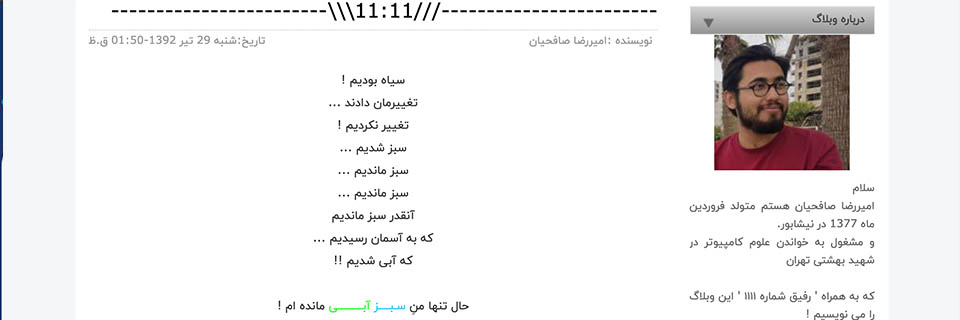 -----------------------\\\11:11///-----------------------
نویسنده :امیررضا صافحیان
تاریخ:شنبه 29 تیر 1392-01:50 ق.ظ
سیاه بودیم !
تغییرمان دادند ...
تغییر نکردیم !
سبز شدیم ...
سبز ماندیم ...
سبز ماندیم ...
آنقدر سبز ماندیم
که به آسمان رسیدیم ...
که آبی شدیم !!
حال تنها منِ سـبـــز آبـــــــی مانده ام !
درباره وبلاگ
سلام
امیررضا صافحیان هستم متولد فروردین
ماه 1377 در نیشابور.
و مشغول به خواندن علوم کامپیوتر در
شهید بهشتی تهران
که به همراه ' رفیق شماره ۱۱۱۱ ' این وبلاگ
را می نویسیم !